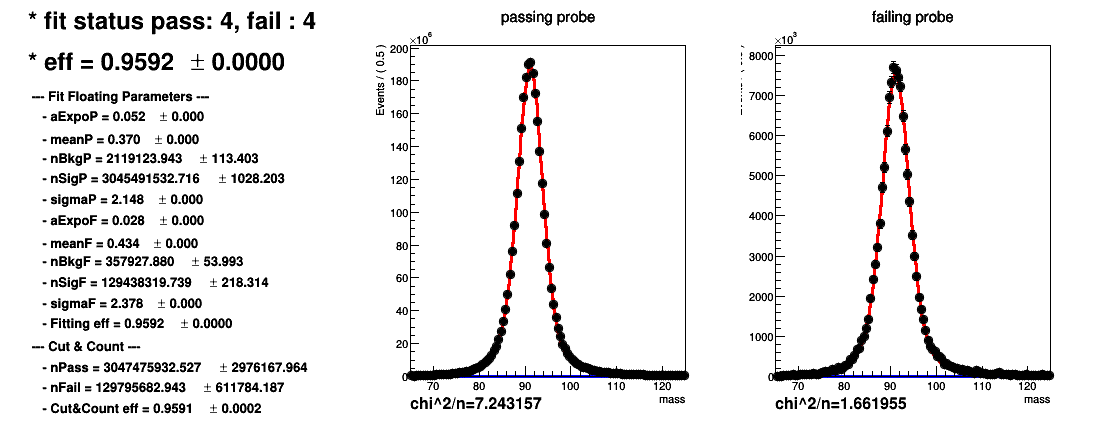 * fit status pass: 4, fail : 4
* eff = 0.9592 ± 0.0000
--- Fit Floating Parameters ---
- aExpoP = 0.052 ± 0.000
- meanP = 0.370 ± 0.000
- nBkgP = 2119123.943 ± 113.403
- nSigP = 3045491532.716 ± 1028.203
- sigmaP = 2.148 ± 0.000
- aExpoF = 0.028 ± 0.000
- meanF = 0.434 ± 0.000
- nBkgF = 357927.880 ± 53.993
- nSigF = 129438319.739 ± 218.314
- sigmaF = 2.378 ± 0.000
- Fitting eff = 0.9592 ± 0.0000
--- Cut & Count ---
- nPass = 3047475932.527 ± 2976167.964
- nFail = 129795682.943 ± 611784.187
- Cut&Count eff = 0.9591 ± 0.0002
passing probe
×10^6
Events / ( 0.5 )
200
180
160
140
120
100
80
60
40
20
0
70 80 90 100 110 120
mass
chi^2/n=7.243157
failing probe
×10^3
8000
7000
6000
5000
4000
3000
2000
1000
0
70 80 90 100 110 120
mass
chi^2/n=1.661955